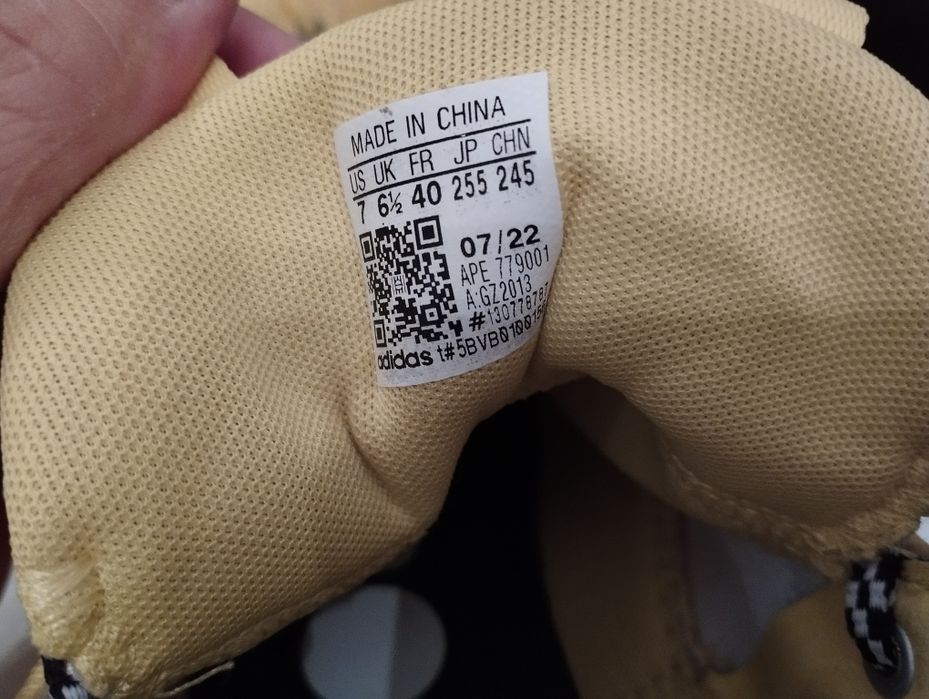 MADE IN CHINA
US UK FR JP CHN
7 6½ 40 255 245
07/22
APE 779001
A:GZ2013
adidas